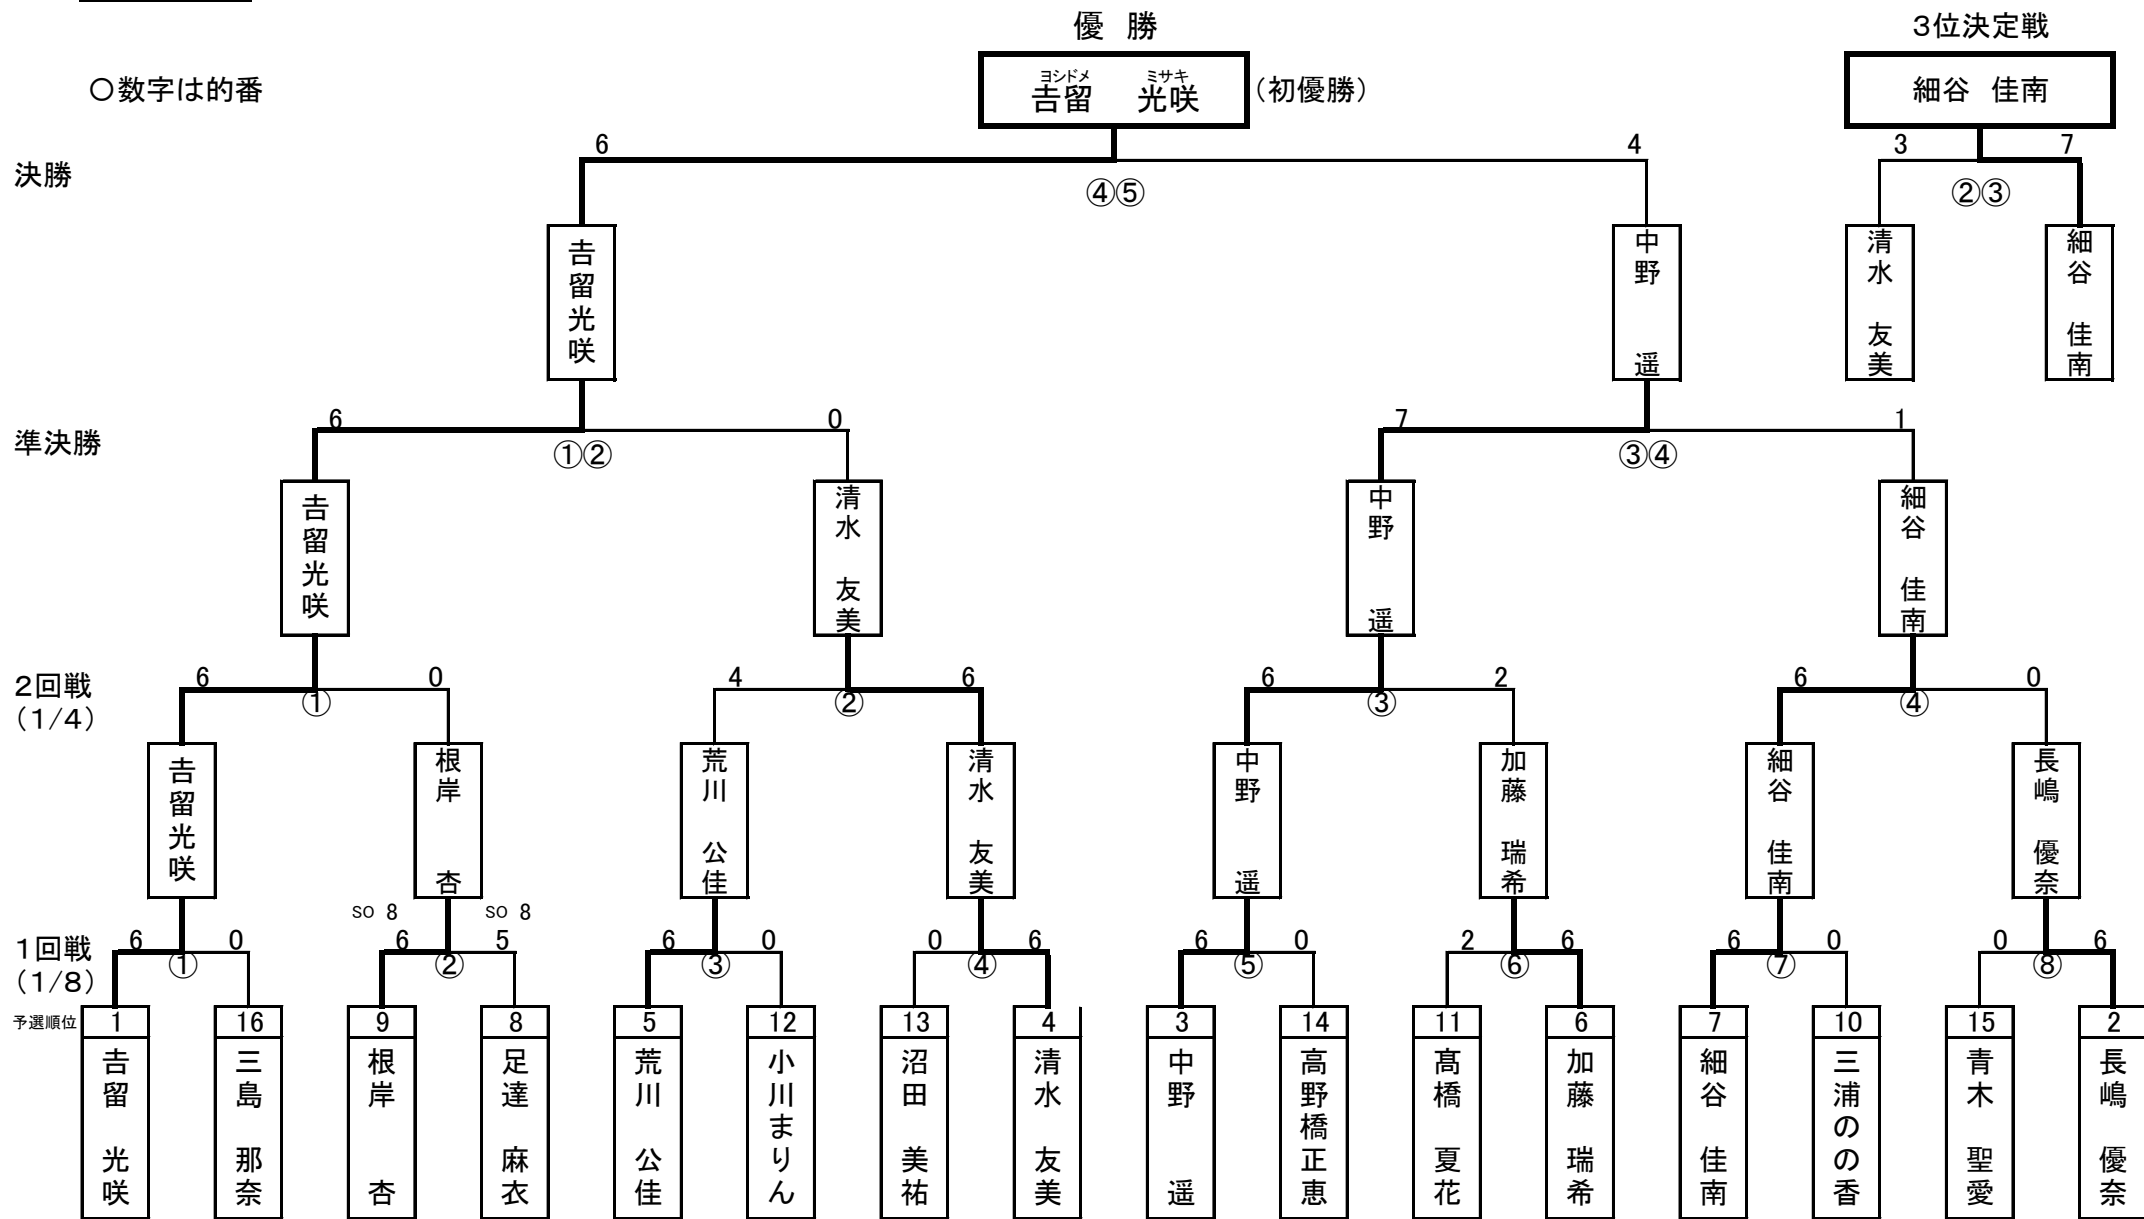 優 勝
3位決定戦
○数字は的番
ヨシドメ ミサキ
𠮷留 光咲
(初優勝)
細谷 佳南
6 4 3 7
決勝
④⑤ ②③
𠮷留光咲
中野 遥
清水 友美
細谷 佳南
6 0 7 1
準決勝
①② ③④
𠮷留光咲
清水 友美
中野 遥
細谷 佳南
2回戦
(1/4)
6 0 4 6 6 2 6 0
① ② ③ ④
𠮷留光咲
根岸 杏
荒川 公佳
清水 友美
中野 遥
加藤 瑞希
細谷 佳南
長嶋 優奈
SO 8 SO 8
1回戦
(1/8)
6 0 6 5 6 0 0 6 6 0 2 6 6 0 0 6
① ② ③ ④ ⑤ ⑥ ⑦ ⑧
予選順位 1 16 9 8 5 12 13 4 3 14 11 6 7 10 15 2
𠮷留 光咲
三島 那奈
根岸 杏
足達 麻衣
荒川 公佳
小川まりん
沼田 美祐
清水 友美
中野 遥
高野橋正恵
髙橋 夏花
加藤 瑞希
細谷 佳南
三浦のの香
青木 聖愛
長嶋 優奈